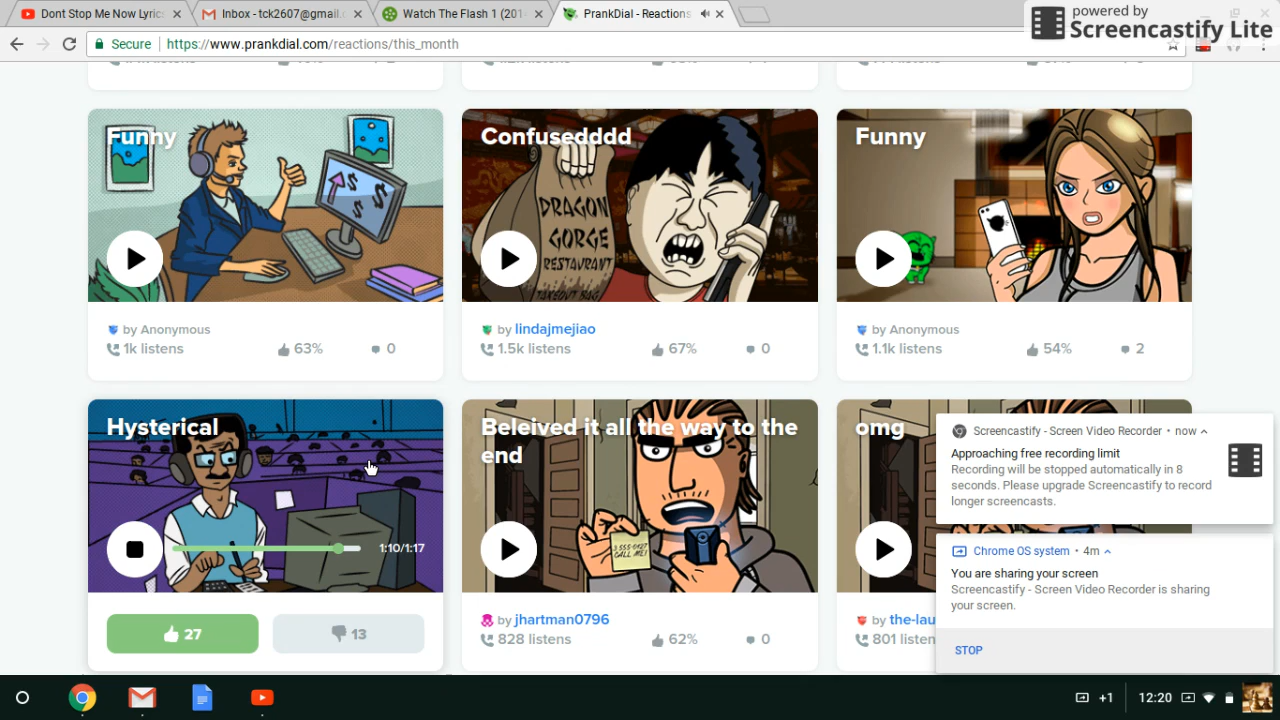 Dont Stop Me Now Lyric
Inbox - tck2607@gmail
Watch The Flash 1 (201
PrankDial - Reactions
powered by
Screencastify Lite
Secure
https://www.prankdial.com/reactions/this_month
Funny
by Anonymous
1k listens
63%
0
Confusedddd
DRAGON
GORGE
RESTAURANT
TAKEOUT BAG
by lindajmejiao
1.5k listens
67%
0
Funny
by Anonymous
1.1k listens
54%
2
Hysterical
1:10/1:17
27
13
Beleived it all the way to the
end
CALL ME!
by jhartman0796
828 listens
62%
0
omg
by the-lau
801 listen
Screencastify - Screen Video Recorder • now
Approaching free recording limit
Recording will be stopped automatically in 8
seconds. Please upgrade Screencastify to record
longer screencasts.
Chrome OS system • 4m
You are sharing your screen
Screencastify - Screen Video Recorder is sharing
your screen.
STOP
+1
12:20